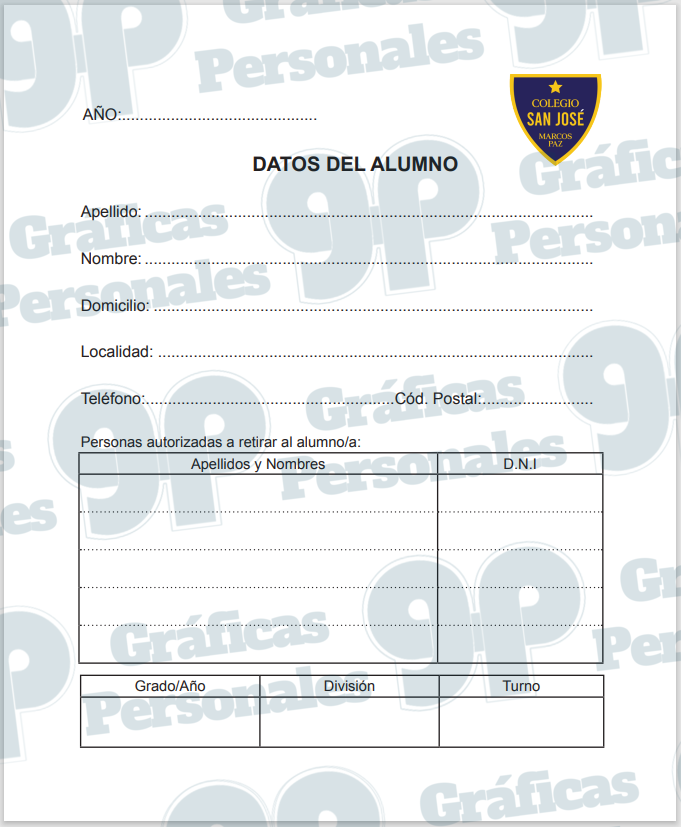 AÑO:............................................
COLEGIO
SAN JOSÉ
MARCOS
PAZ
DATOS DEL ALUMNO
Apellido: .....................................................................................................
Nombre: .....................................................................................................
Domicilio: ...................................................................................................
Localidad: ..................................................................................................
Teléfono:........................................................Cód. Postal:.........................
Personas autorizadas a retirar al alumno/a:
Apellidos y Nombres D.N.I
Grado/Año División Turno
gp Gráficas
Personales